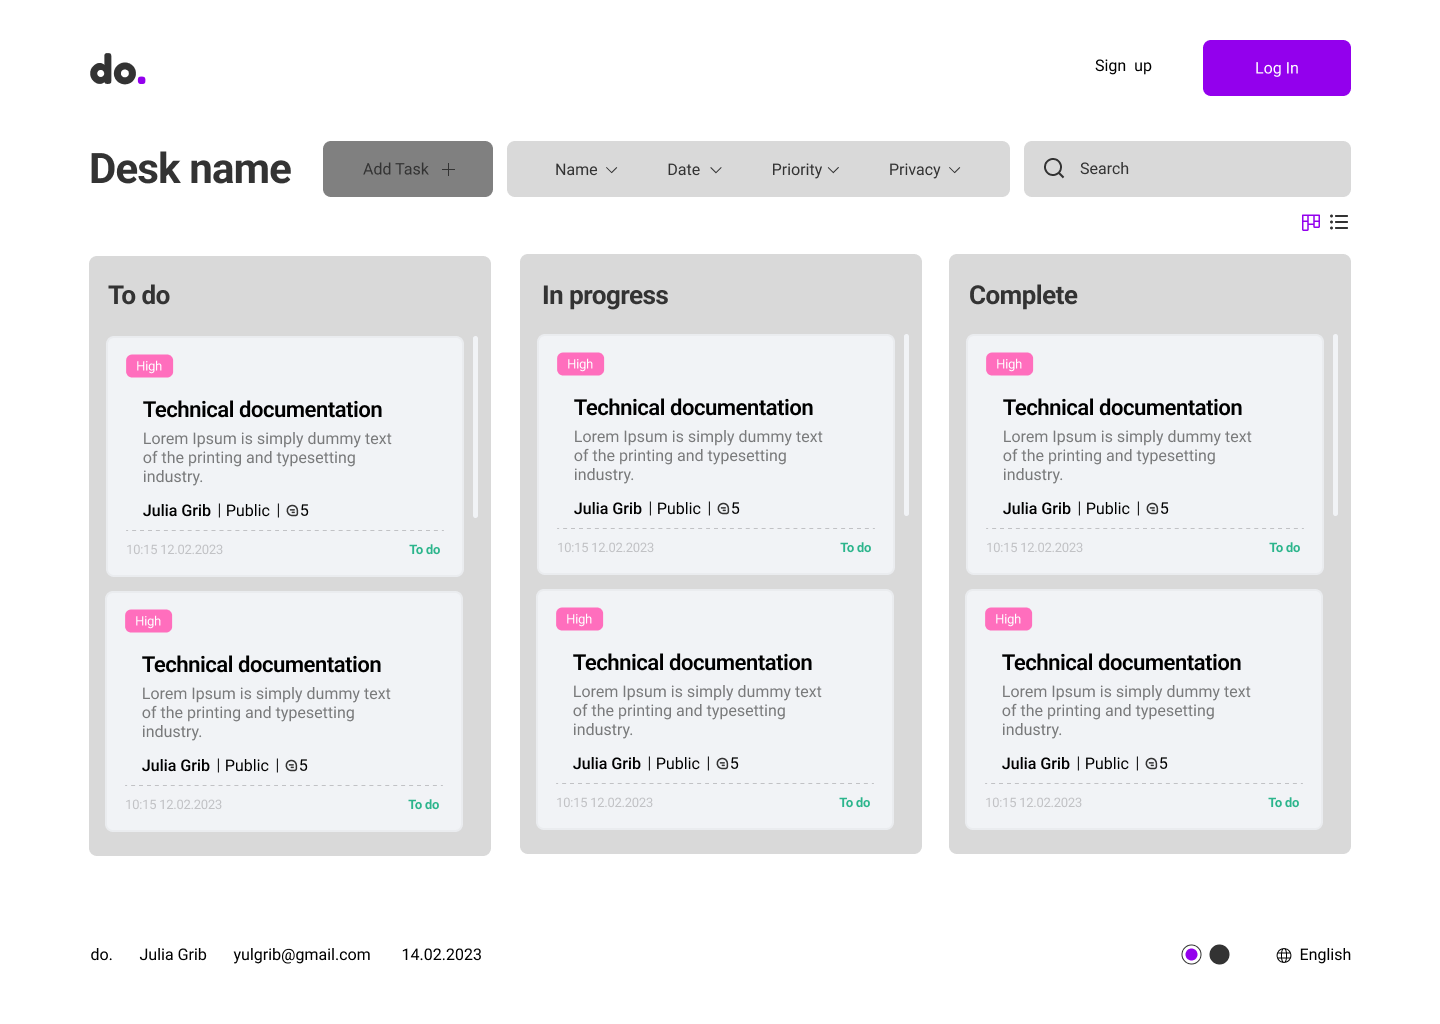 do.
Sign up
Log In
Desk name
Add Task
Name
Date
Priority
Privacy
Search
To do
High
Technical documentation
Lorem Ipsum is simply dummy text
of the printing and typesetting
industry.
Julia Grib | Public | 5
10:15 12.02.2023
To do
High
Technical documentation
Lorem Ipsum is simply dummy text
of the printing and typesetting
industry.
Julia Grib | Public | 5
10:15 12.02.2023
To do
In progress
High
Technical documentation
Lorem Ipsum is simply dummy text
of the printing and typesetting
industry.
Julia Grib | Public | 5
10:15 12.02.2023
To do
High
Technical documentation
Lorem Ipsum is simply dummy text
of the printing and typesetting
industry.
Julia Grib | Public | 5
10:15 12.02.2023
To do
Complete
High
Technical documentation
Lorem Ipsum is simply dummy text
of the printing and typesetting
industry.
Julia Grib | Public | 5
10:15 12.02.2023
To do
High
Technical documentation
Lorem Ipsum is simply dummy text
of the printing and typesetting
industry.
Julia Grib | Public | 5
10:15 12.02.2023
To do
do.
Julia Grib
yulgrib@gmail.com
14.02.2023
English